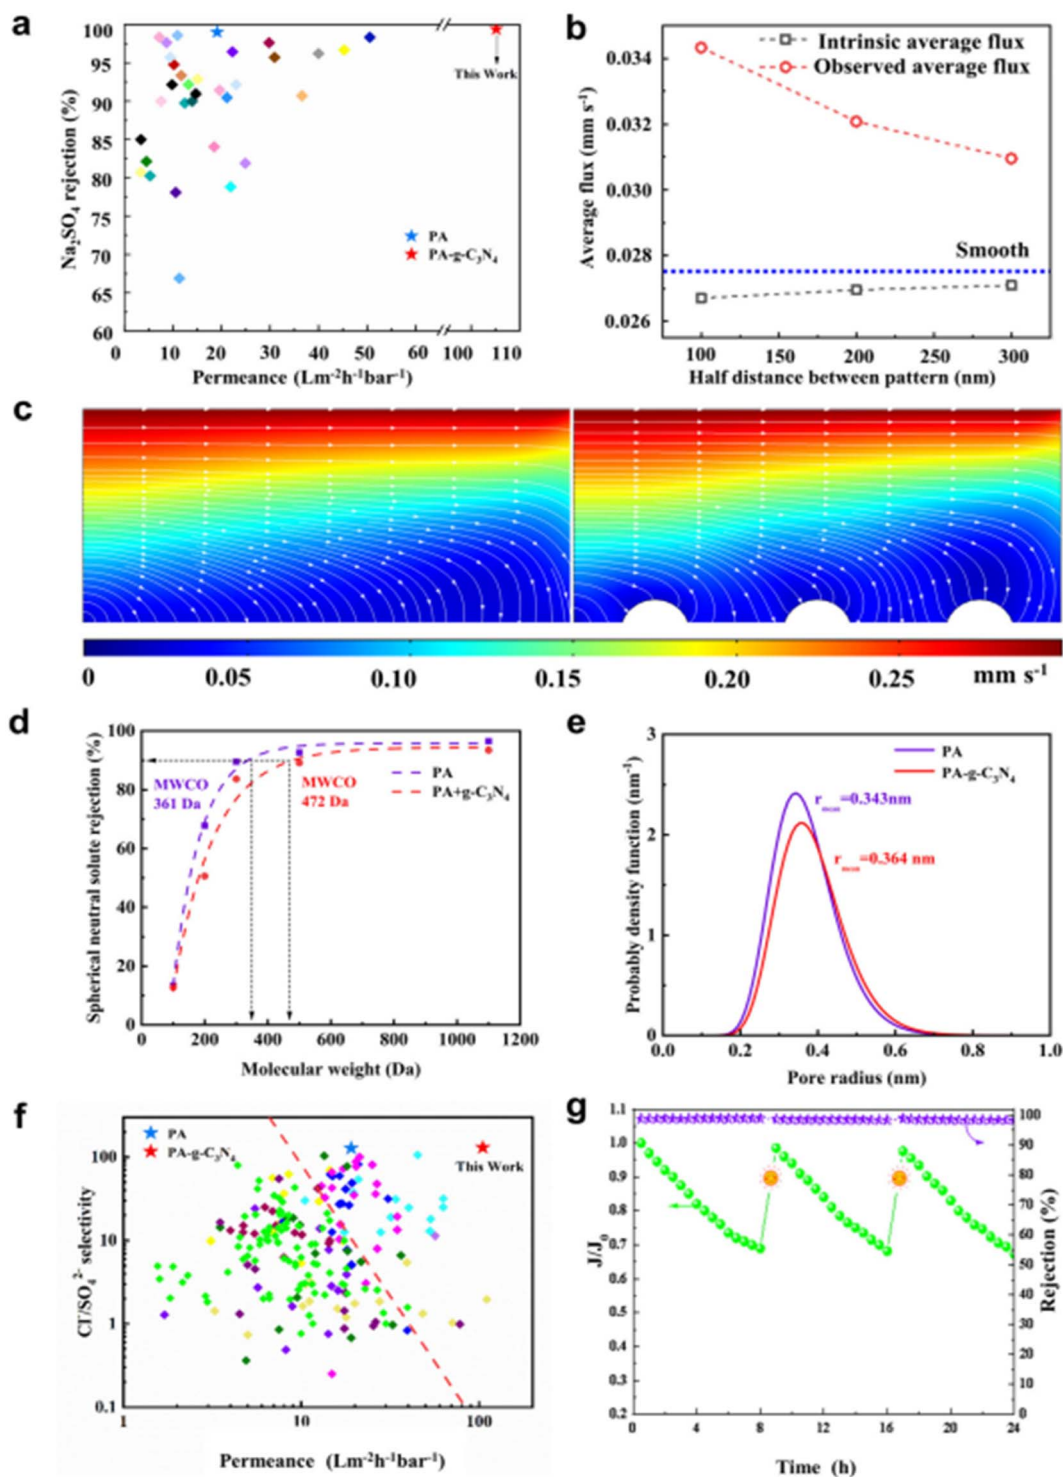 a
Na2SO4 rejection (%)
100
95
90
85
80
75
70
65
60
This Work
PA
PA-g-C3N4
0 10 20 30 40 50 60 100 110
Permeance (Lm-2h-1bar-1)
b
Average flux (mm s-1)
0.034
0.032
0.030
0.028
0.026
Intrinsic average flux
Observed average flux
Smooth
100 150 200 250 300
Half distance between pattern (nm)
c
0 0.05 0.10 0.15 0.20 0.25 mm s-1
d
Spherical neutral solute rejection (%)
100
80
60
40
20
0
MWCO
361 Da
MWCO
472 Da
PA
PA+g-C3N4
0 200 400 600 800 1000 1200
Molecular weight (Da)
e
Probably density function (nm-1)
3
2
1
0
PA
PA-g-C3N4
rmean=0.343nm
rmean=0.364 nm
0.0 0.2 0.4 0.6 0.8 1.0
Pore radius (nm)
f
Cl-/SO42- selectivity
100
10
1
0.1
PA
PA-g-C3N4
This Work
1 10 100
Permeance (Lm-2h-1bar-1)
g
J/J0
1.1
1.0
0.9
0.8
0.7
0.6
0.5
0.4
0.3
0.2
100
90
80
70
60
50
40
30
20
10
0
Rejection (%)
0 4 8 12 16 20 24
Time (h)